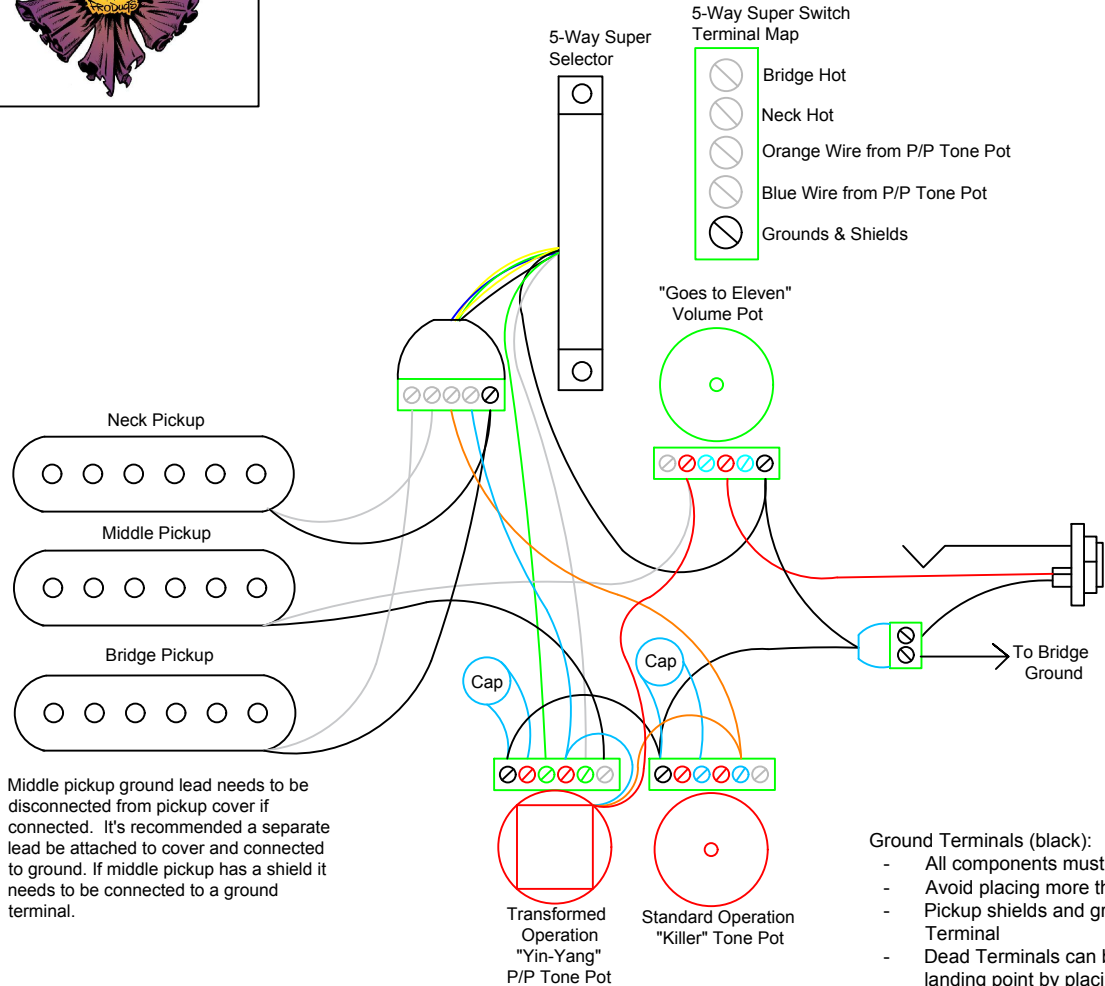 PRODUCTS
5-Way Super Switch
Terminal Map
Bridge Hot
Neck Hot
Orange Wire from P/P Tone Pot
Blue Wire from P/P Tone Pot
Grounds & Shields
5-Way Super
Selector
"Goes to Eleven"
Volume Pot
Neck Pickup
Middle Pickup
Bridge Pickup
Cap
Cap
To Bridge
Ground
Middle pickup ground lead needs to be
disconnected from pickup cover if
connected. It's recommended a separate
lead be attached to cover and connected
to ground. If middle pickup has a shield it
needs to be connected to a ground
terminal.
Transformed
Operation
"Yin-Yang"
P/P Tone Pot
Standard Operation
"Killer" Tone Pot
Ground Terminals (black):
- All components must
- Avoid placing more th
- Pickup shields and gr
Terminal
- Dead Terminals can b
landing point by placi